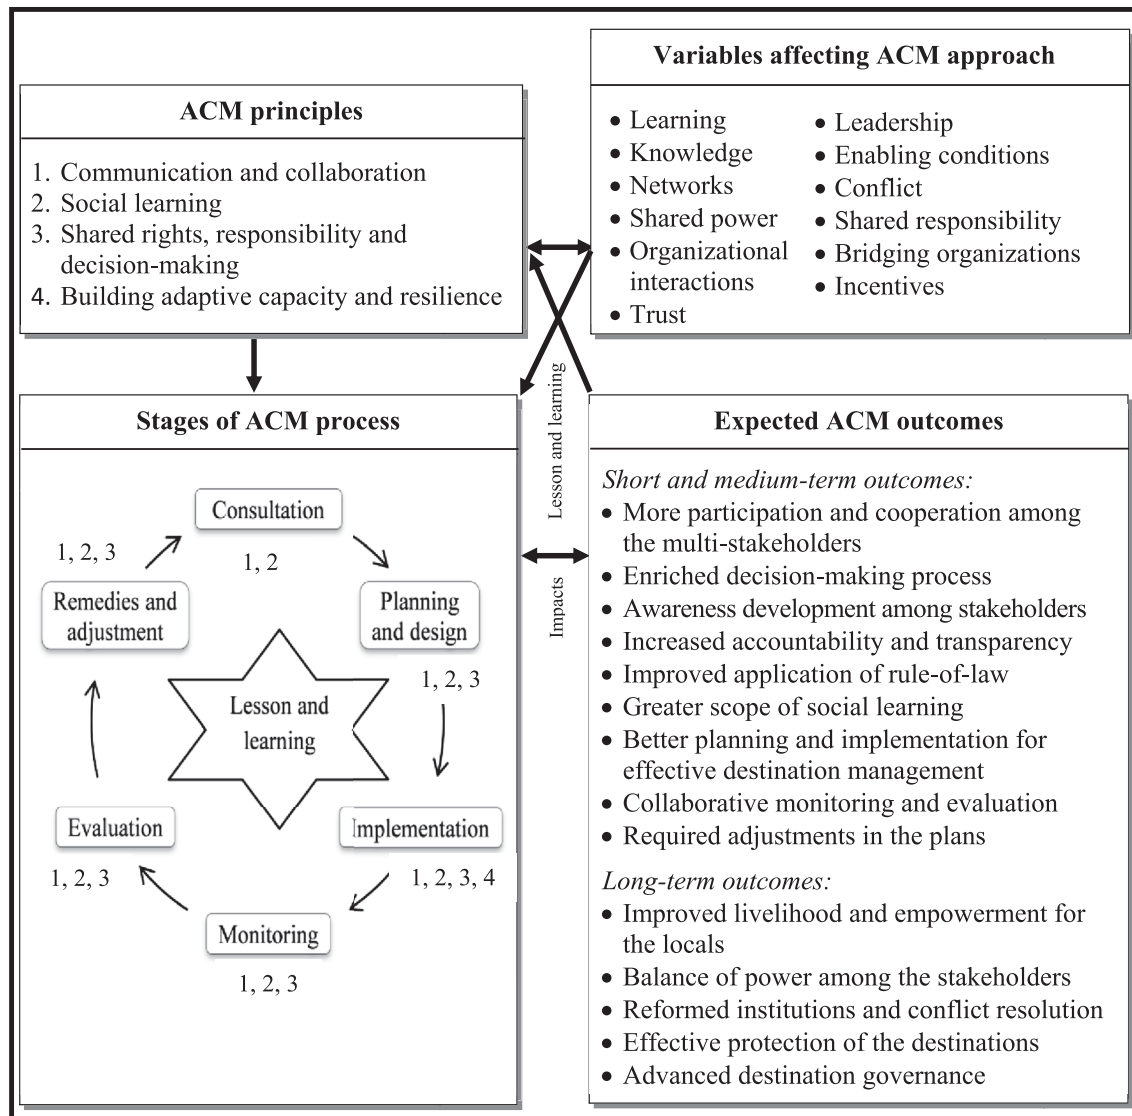 ACM principles
1. Communication and collaboration
2. Social learning
3. Shared rights, responsibility and
decision-making
4. Building adaptive capacity and resilience
Variables affecting ACM approach
• Learning
• Knowledge
• Networks
• Shared power
• Organizational
interactions
• Trust
• Leadership
• Enabling conditions
• Conflict
• Shared responsibility
• Bridging organizations
• Incentives
Stages of ACM process
Consultation
1, 2
Planning
and design
1, 2, 3
Implementation
1, 2, 3, 4
Monitoring
1, 2, 3
Evaluation
1, 2, 3
Remedies and
adjustment
1, 2, 3
Lesson and
learning
Lesson and learning
Impacts
Expected ACM outcomes
Short and medium-term outcomes:
• More participation and cooperation among
the multi-stakeholders
• Enriched decision-making process
• Awareness development among stakeholders
• Increased accountability and transparency
• Improved application of rule-of-law
• Greater scope of social learning
• Better planning and implementation for
effective destination management
• Collaborative monitoring and evaluation
• Required adjustments in the plans
Long-term outcomes:
• Improved livelihood and empowerment for
the locals
• Balance of power among the stakeholders
• Reformed institutions and conflict resolution
• Effective protection of the destinations
• Advanced destination governance